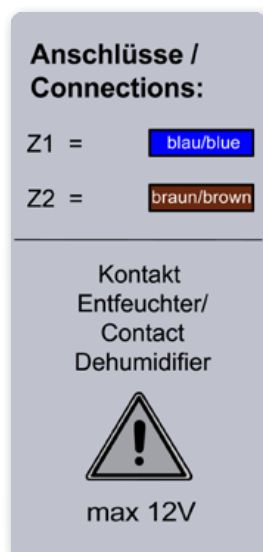 Anschlüsse /
Connections:
Z1 = blau/blue
Z2 = braun/brown
Kontakt
Entfeuchter/
Contact
Dehumidifier
max 12V